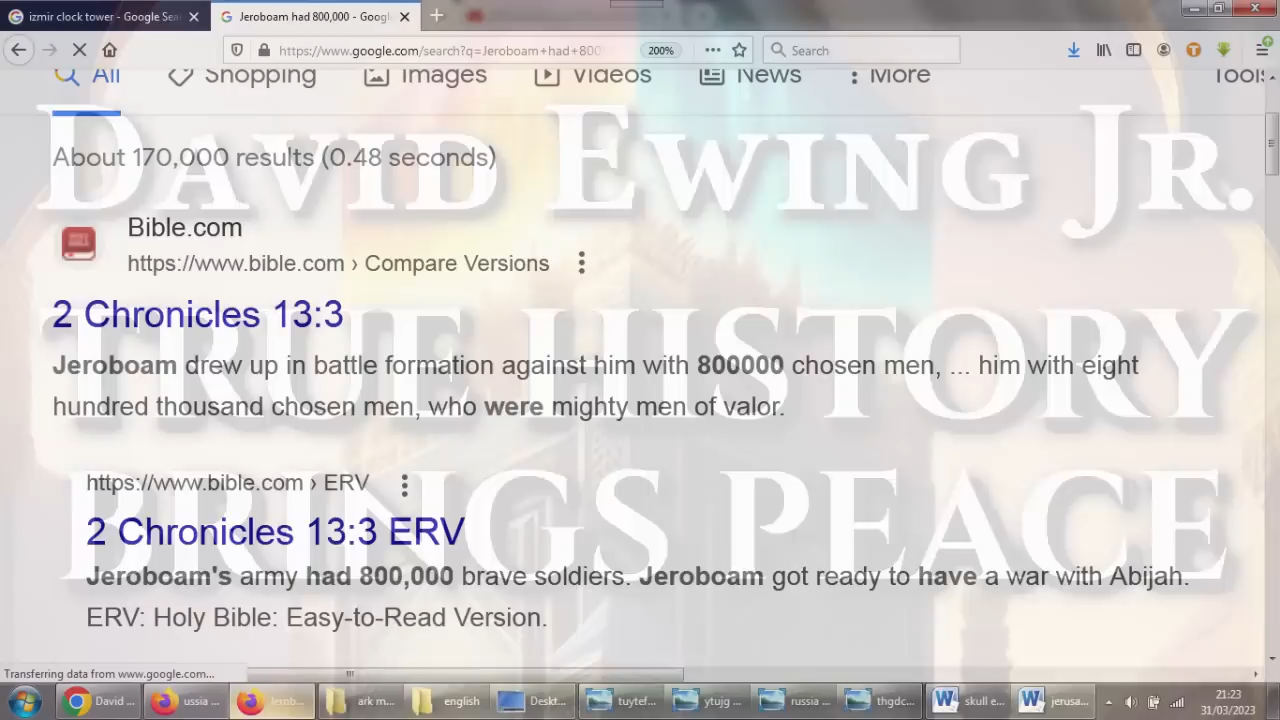 izmir clock tower - Google Sea
Jeroboam had 800,000 - Googl
https://www.google.com/search?q=Jeroboam+had+800
200%
Search
All
Shopping
Images
Videos
News
More
Tools
DAVID EWING JR.
About 170,000 results (0.48 seconds)
Bible.com
https://www.bible.com › Compare Versions
2 Chronicles 13:3
TRUE HISTORY
Jeroboam drew up in battle formation against him with 800000 chosen men, ... him with eight
hundred thousand chosen men, who were mighty men of valor.
https://www.bible.com › ERV
BRINGS PEACE
2 Chronicles 13:3 ERV
Jeroboam's army had 800,000 brave soldiers. Jeroboam got ready to have a war with Abijah.
ERV: Holy Bible: Easy-to-Read Version.
Transferring data from www.google.com...
David ...
ussia ...
ark m...
english
Deskt...
tuytef...
ytujg ...
russia ...
thgdc...
skull e...
jerusa...
21:23
31/03/2023